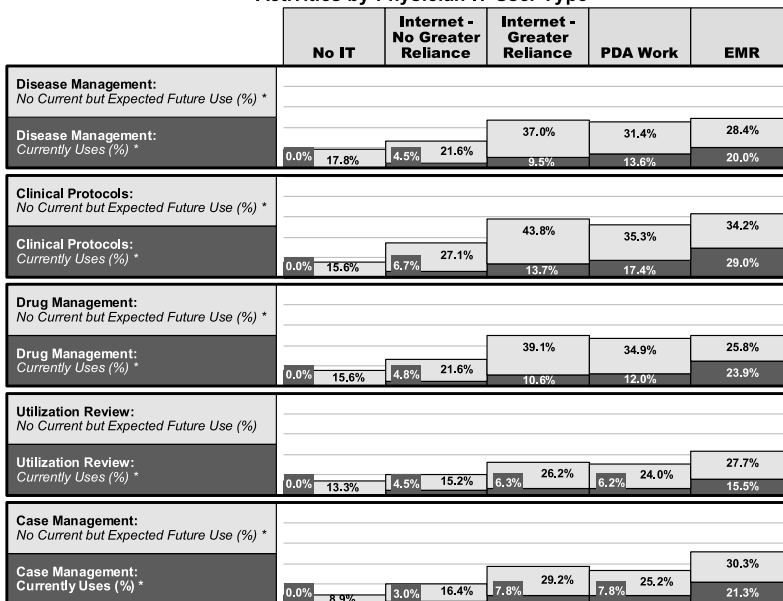 Activities by Physician IT User Type
No IT
Internet -
No Greater
Reliance
Internet -
Greater
Reliance
PDA Work
EMR
Disease Management:
No Current but Expected Future Use (%) *
Disease Management:
Currently Uses (%) *
0.0% 17.8% 4.5% 21.6% 37.0% 9.5% 31.4% 13.6% 28.4% 20.0%
Clinical Protocols:
No Current but Expected Future Use (%) *
Clinical Protocols:
Currently Uses (%) *
0.0% 15.6% 6.7% 27.1% 43.8% 13.7% 35.3% 17.4% 34.2% 29.0%
Drug Management:
No Current but Expected Future Use (%) *
Drug Management:
Currently Uses (%) *
0.0% 15.6% 4.8% 21.6% 39.1% 10.6% 34.9% 12.0% 25.8% 23.9%
Utilization Review:
No Current but Expected Future Use (%)
Utilization Review:
Currently Uses (%) *
0.0% 13.3% 4.5% 15.2% 6.3% 26.2% 6.2% 24.0% 27.7% 15.5%
Case Management:
No Current but Expected Future Use (%) *
Case Management:
Currently Uses (%) *
0.0% 8.9% 3.0% 16.4% 7.8% 29.2% 7.8% 25.2% 30.3% 21.3%